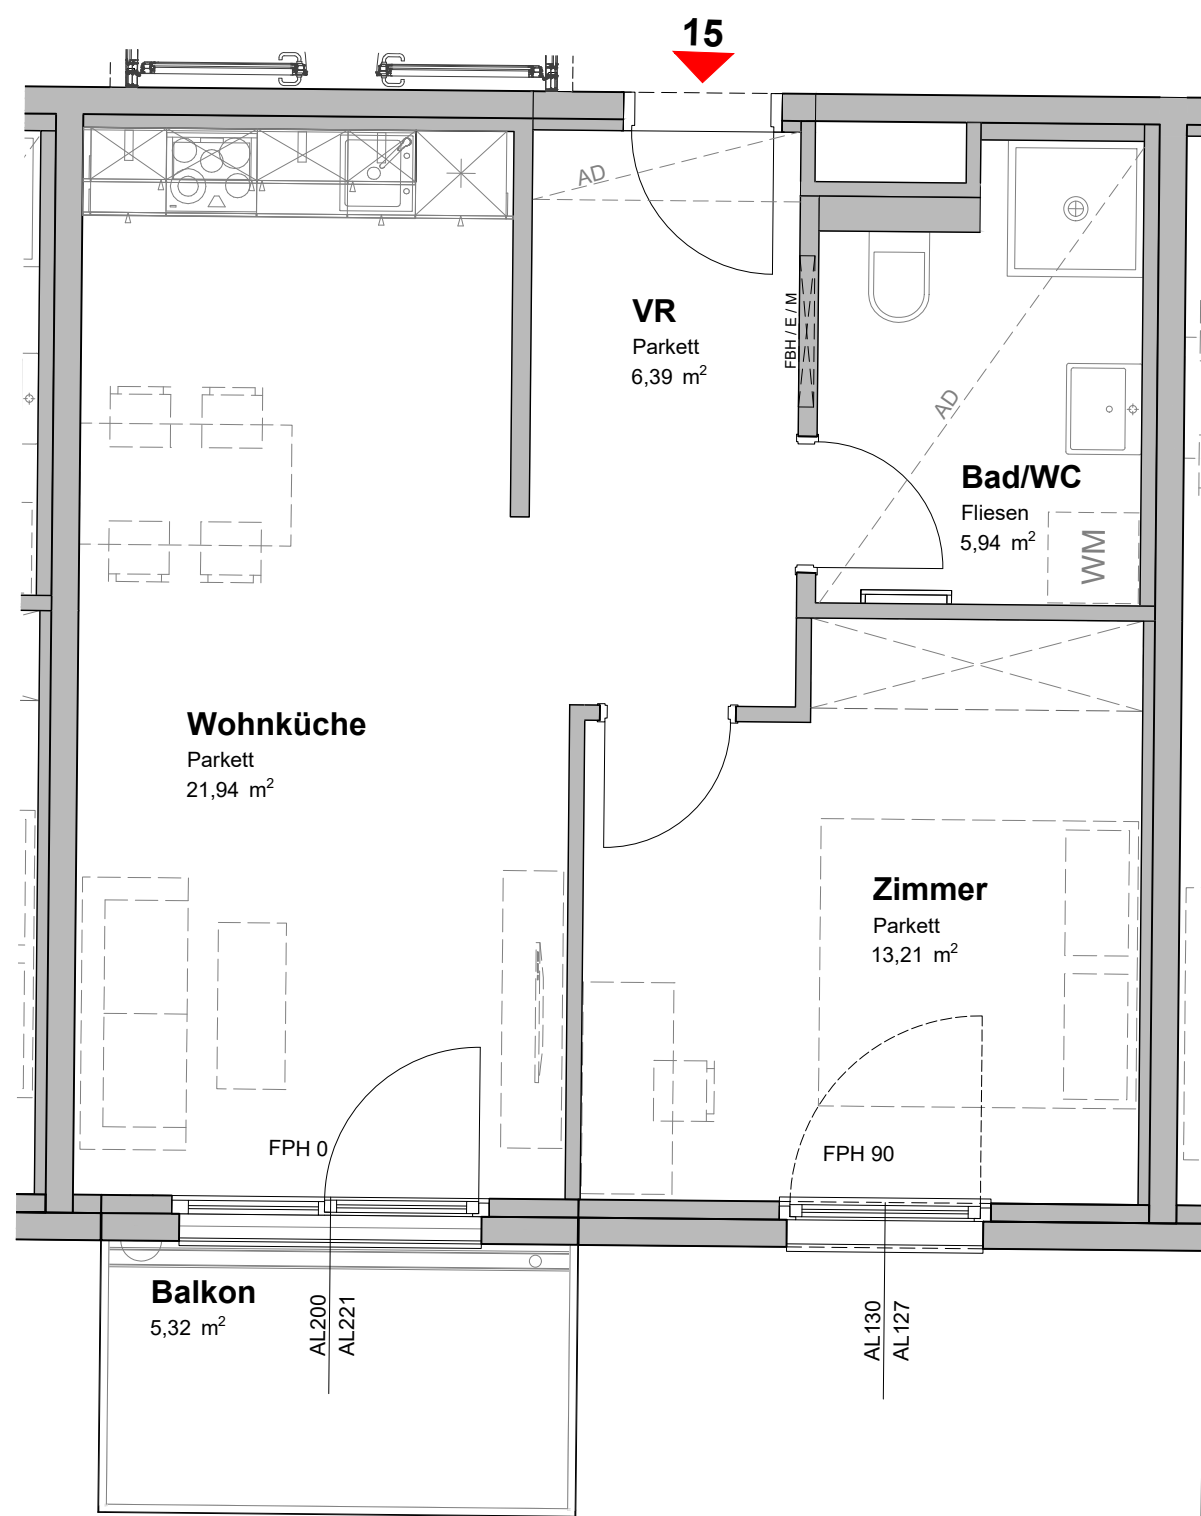 15
AD
VR
Parkett
6,39 m²
FBH / E / M
AD
Bad/WC
Fliesen
5,94 m²
WM
Wohnküche
Parkett
21,94 m²
Zimmer
Parkett
13,21 m²
FPH 0
FPH 90
Balkon
5,32 m²
AL200
AL221
AL130
AL127